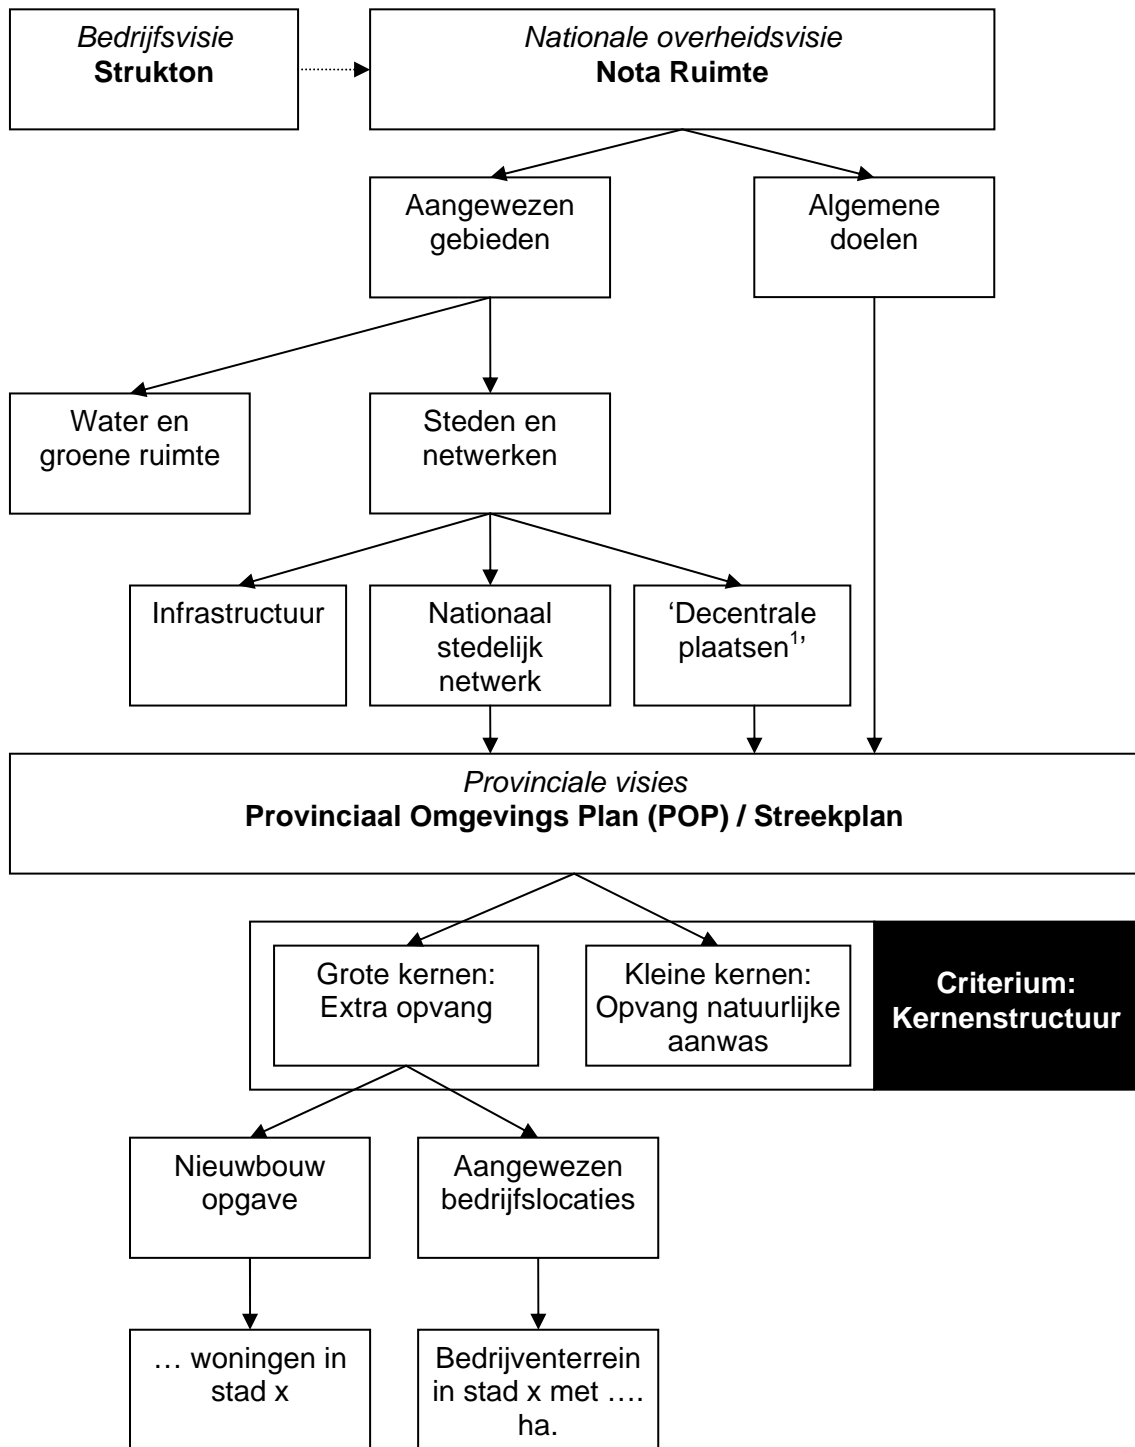 Bedrijfsvisie
Strukton
Nationale overheidsvisie
Nota Ruimte
Aangewezen
gebieden
Algemene
doelen
Water en
groene ruimte
Steden en
netwerken
Infrastructuur
Nationaal
stedelijk
netwerk
‘Decentrale
plaatsen¹’
Provinciale visies
Provinciaal Omgevings Plan (POP) / Streekplan
Grote kernen:
Extra opvang
Kleine kernen:
Opvang natuurlijke
aanwas
Criterium:
Kernenstructuur
Nieuwbouw
opgave
Aangewezen
bedrijfslocaties
… woningen in
stad x
Bedrijventerrein
in stad x met ….
ha.